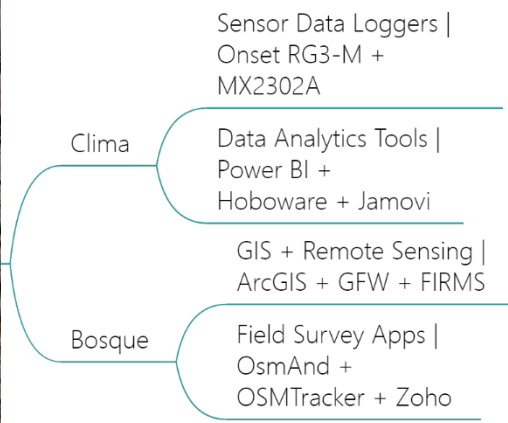 Sensor Data Loggers |
Onset RG3-M +
MX2302A
Clima
Data Analytics Tools |
Power BI +
Hoboware + Jamovi
GIS + Remote Sensing |
ArcGIS + GFW + FIRMS
Bosque
Field Survey Apps |
OsmAnd +
OSMTracker + Zoho